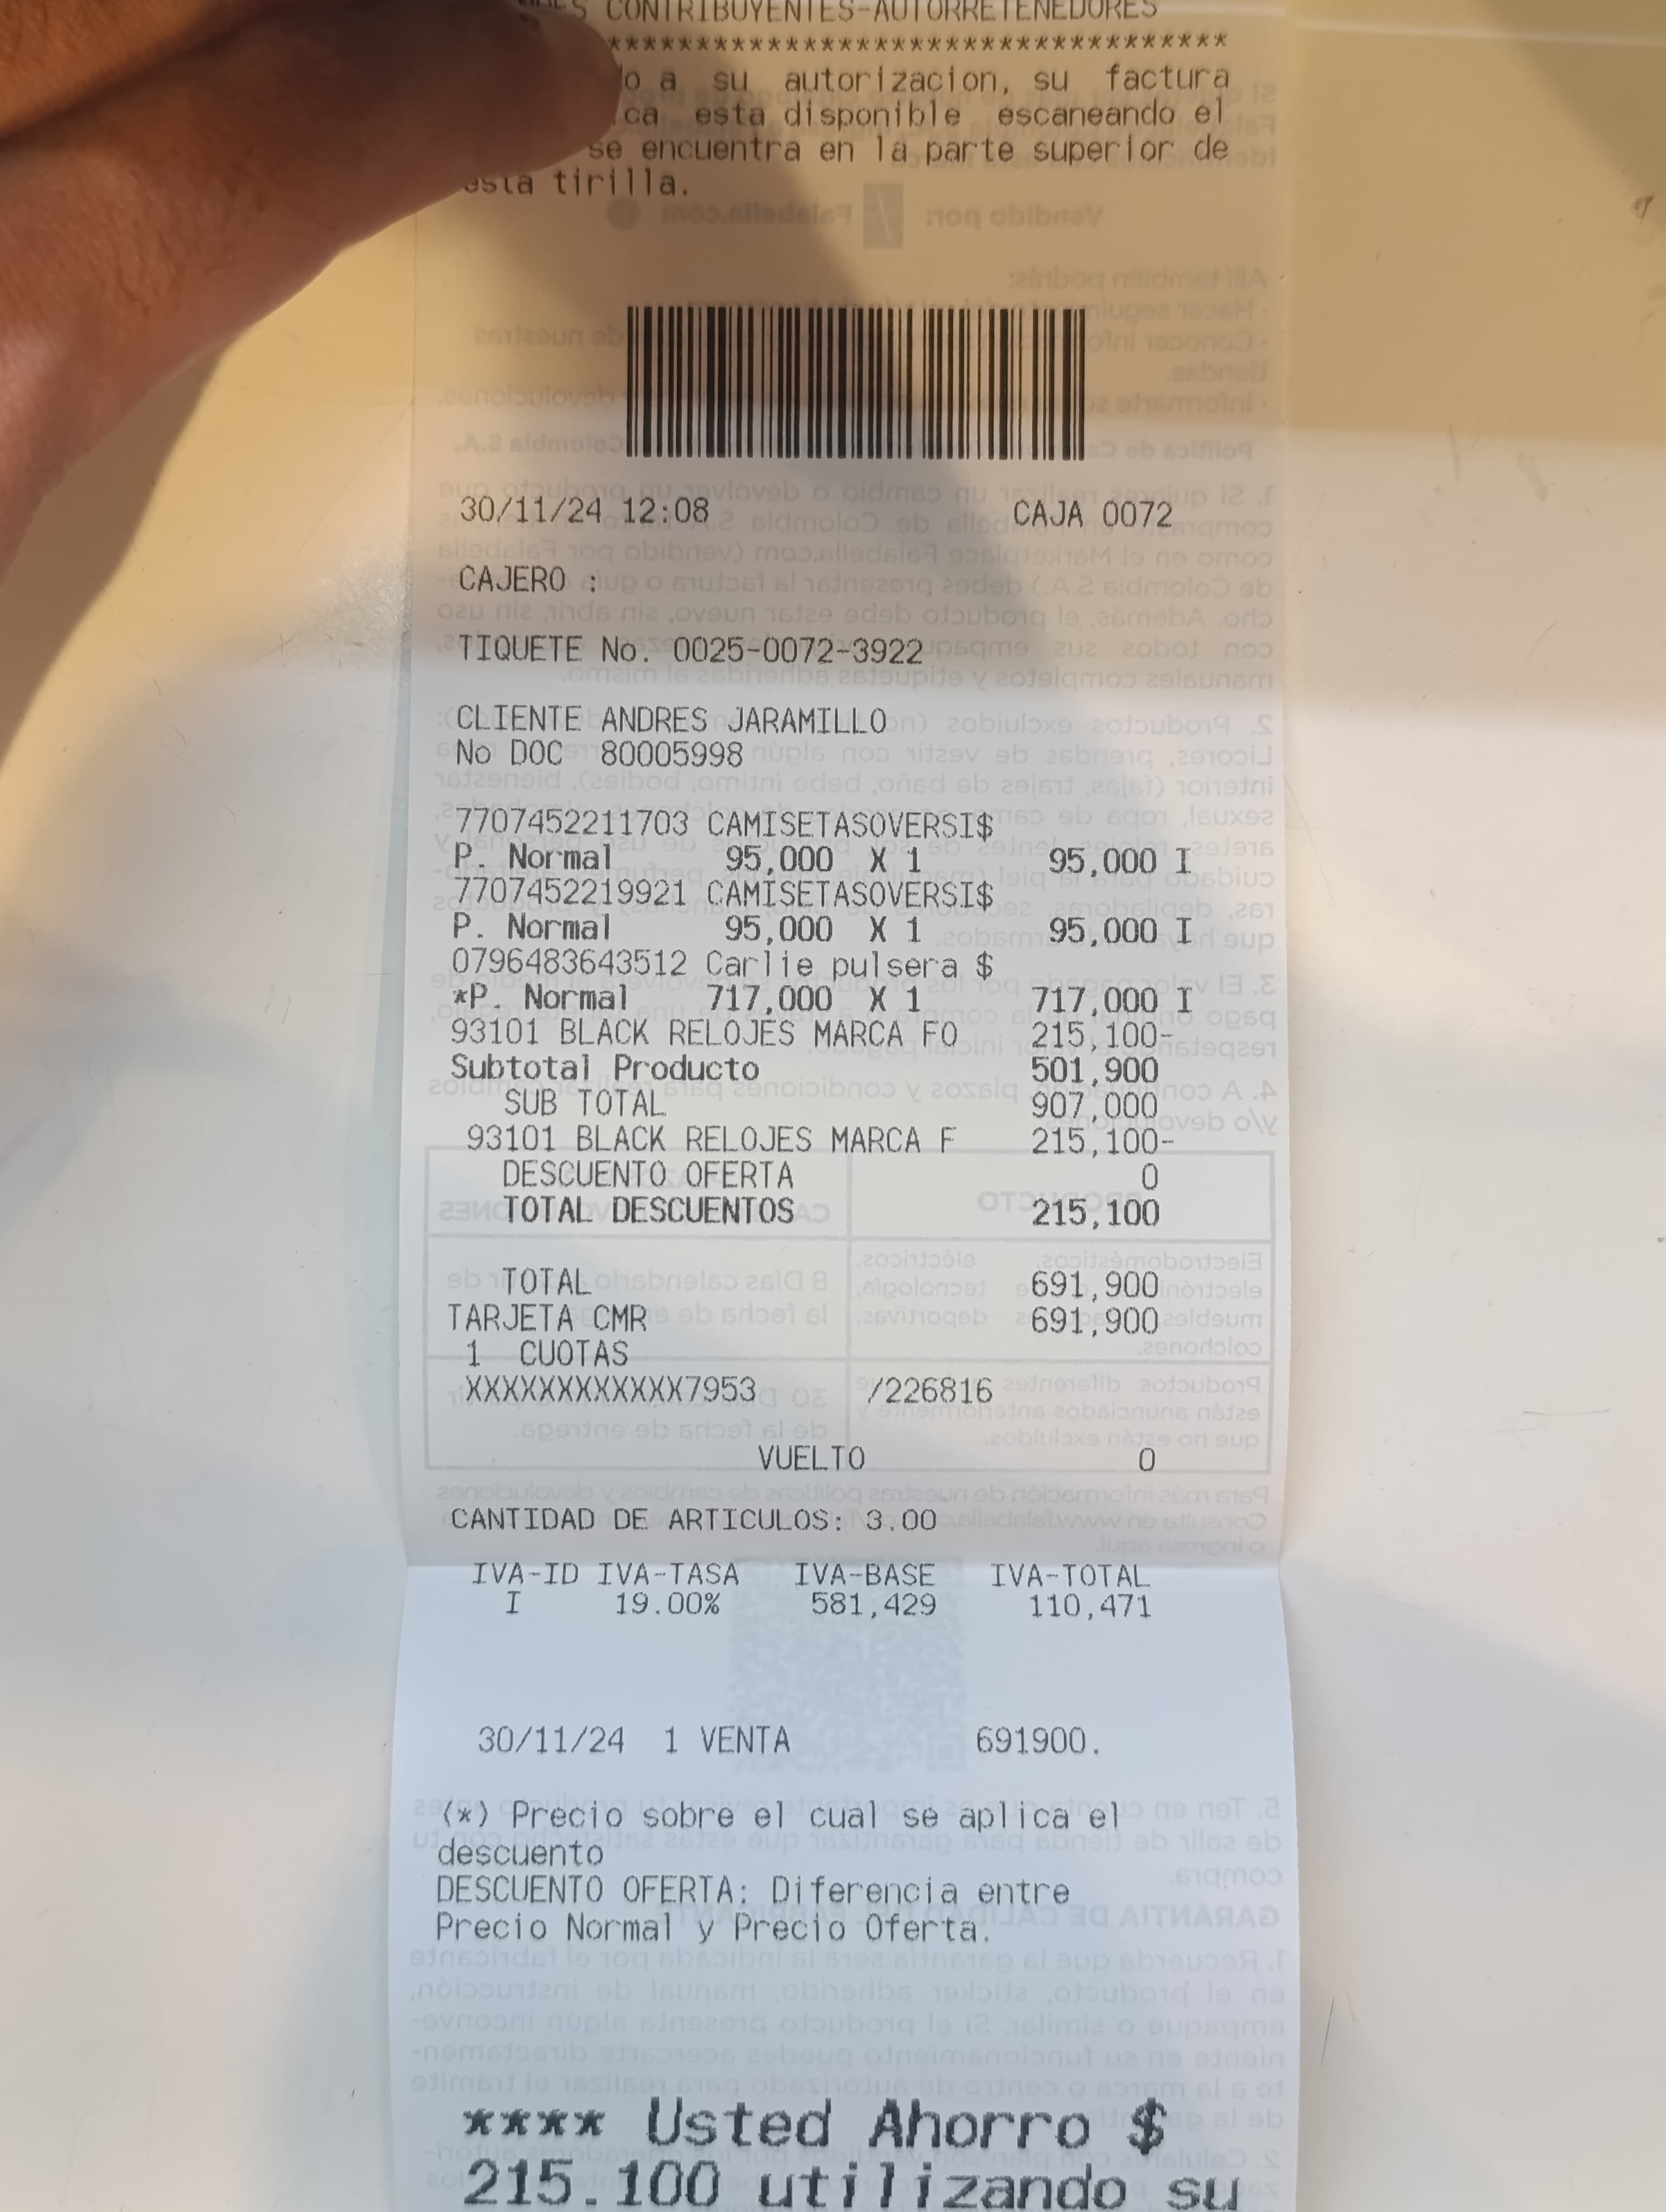 CONTRIBUYENTES-AUTORRETENEDORES
***********************************
a su autorizacion, su factura
esta disponible escaneando el
se encuentra en la parte superior de
esta tirilla.
30/11/24 12:08 CAJA 0072
CAJERO :
TIQUETE No. 0025-0072-3922
CLIENTE ANDRES JARAMILLO
No DOC 80005998
7707452211703 CAMISETASOVERSI$
P. Normal 95,000 X 1 95,000 I
7707452219921 CAMISETASOVERSI$
P. Normal 95,000 X 1 95,000 I
0796483643512 Carlie pulsera $
*P. Normal 717,000 X 1 717,000 I
93101 BLACK RELOJES MARCA FO 215,100-
Subtotal Producto 501,900
SUB TOTAL 907,000
93101 BLACK RELOJES MARCA F 215,100-
DESCUENTO OFERTA 0
TOTAL DESCUENTOS 215,100
TOTAL 691,900
TARJETA CMR 691,900
1 CUOTAS
XXXXXXXXXXXX7953 /226816
VUELTO 0
CANTIDAD DE ARTICULOS: 3.00
IVA-ID IVA-TASA IVA-BASE IVA-TOTAL
I 19.00% 581,429 110,471
30/11/24 1 VENTA 691900.
(*) Precio sobre el cual se aplica el
descuento
DESCUENTO OFERTA: Diferencia entre
Precio Normal y Precio Oferta.
**** Usted Ahorro $
215.100 utilizando su